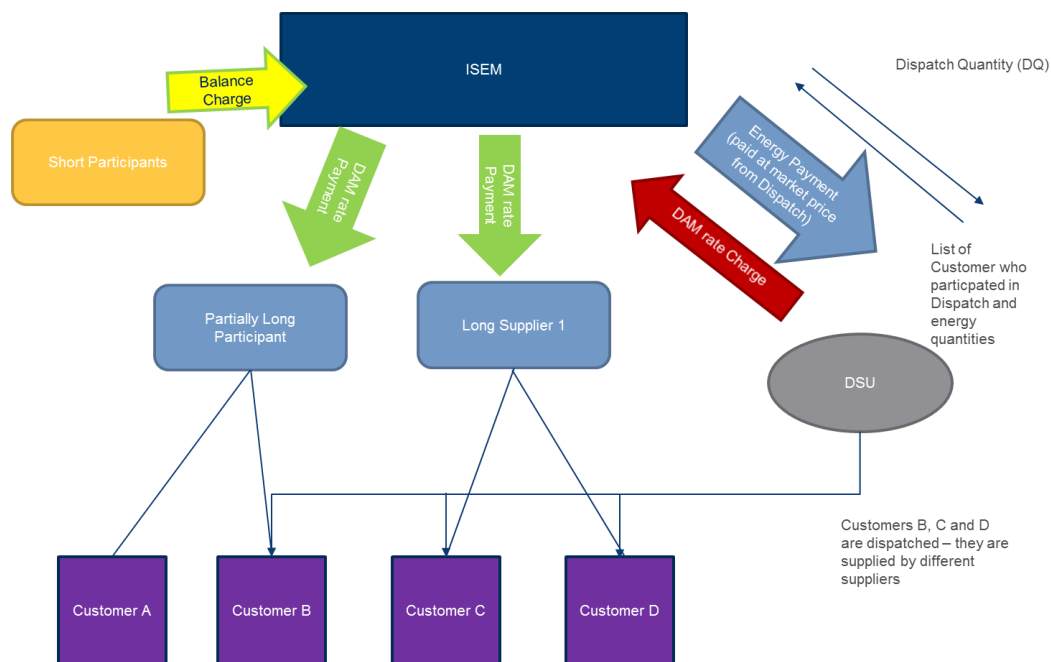 ISEM
Dispatch Quantity (DQ)
Balance
Charge
Short Participants
DAM rate
Payment
DAM rate
Payment
Energy Payment
(paid at market price
from Dispatch)
DAM rate Charge
List of
Customer who
particpated in
Dispatch and
energy
quantities
Partially Long
Participant
Long Supplier 1
DSU
Customers B, C and D
are dispatched – they are
supplied by different
suppliers
Customer A
Customer B
Customer C
Customer D